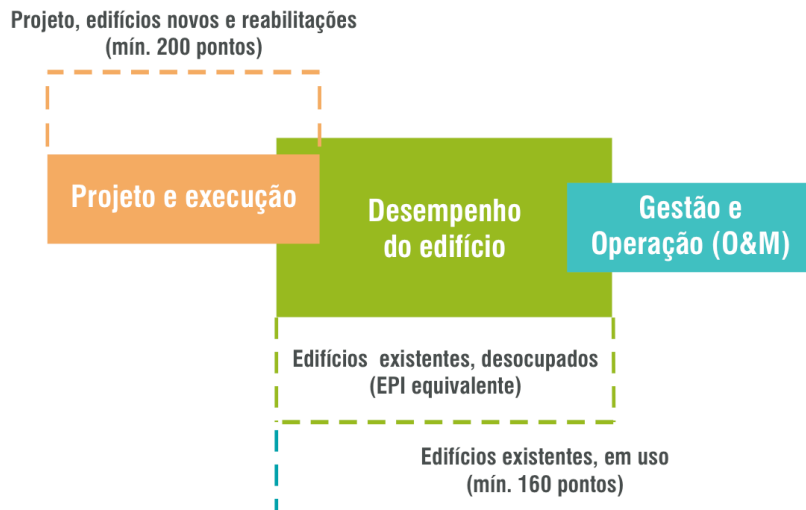 Projeto, edifícios novos e reabilitações
(mín. 200 pontos)
Projeto e execução
Desempenho
do edifício
Gestão e
Operação (O&M)
Edifícios existentes, desocupados
(EPI equivalente)
Edifícios existentes, em uso
(mín. 160 pontos)